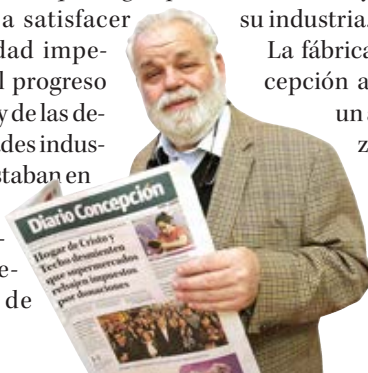 a satisfacer
dad impe-
l progreso
y de las de-
des indus-
staban en
-
e-
de
su industria.
La fábrica
cepción a
un
Diario Concepción
Hogar de Cristo y
Techo desmienten
que supermercados
rebajen impuestos
por donaciones